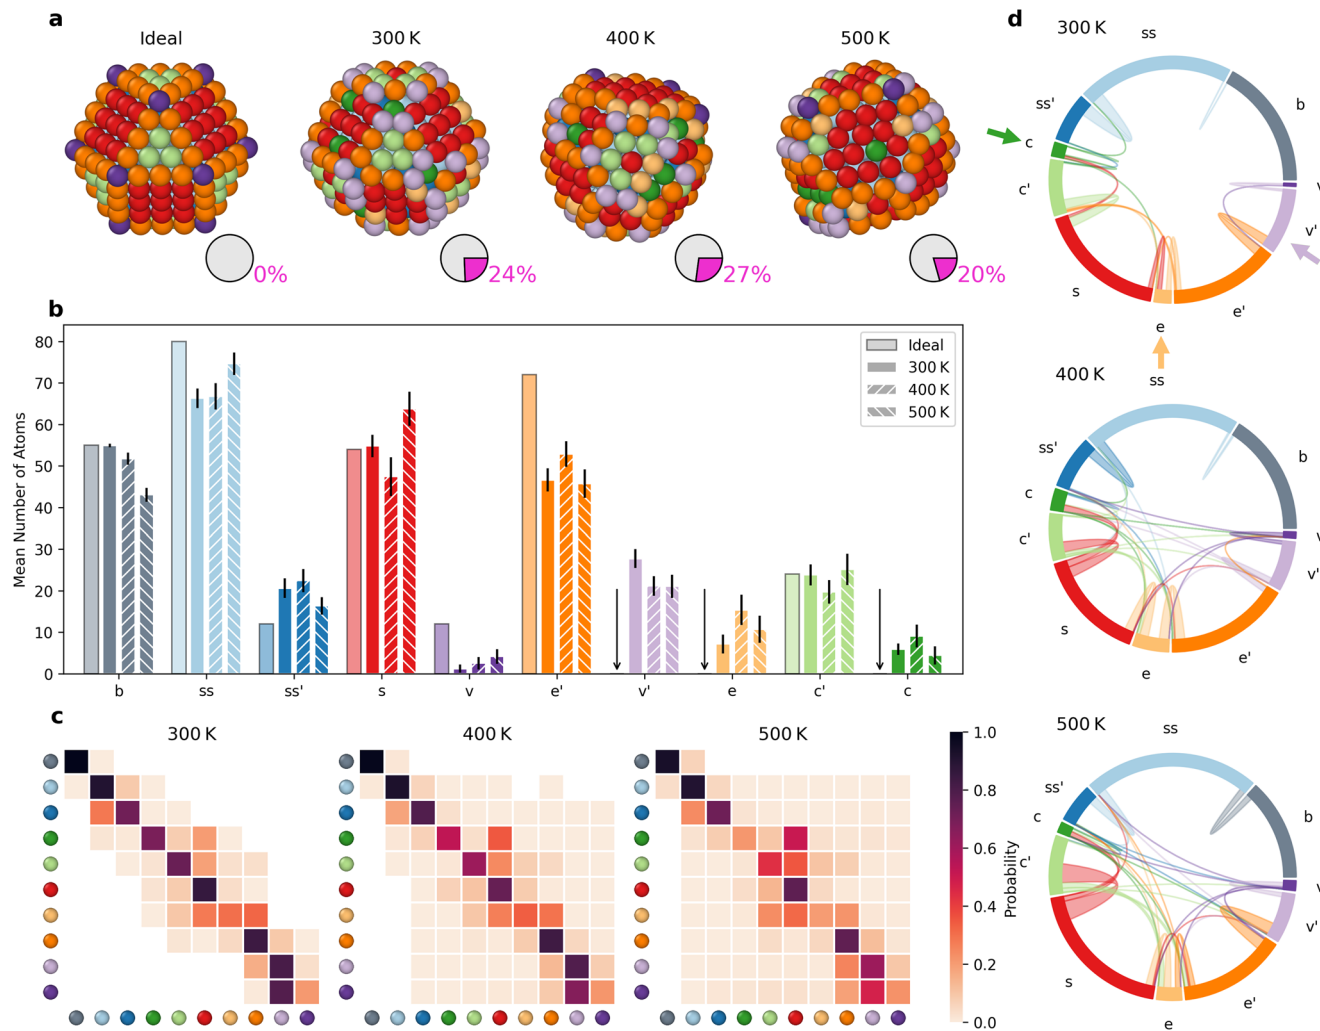 a
Ideal
300 K
400 K
500 K
0%
24%
27%
20%
b
Mean Number of Atoms
80
70
60
50
40
30
20
10
0
b
ss
ss'
s
v
e'
v'
e
c'
c
Ideal
300 K
400 K
500 K
c
300 K
400 K
500 K
1.0
0.8
0.6
0.4
0.2
0.0
Probability
d
300 K
ss
b
ss'
c
c'
s
e
e'
v'
v
400 K
ss
b
ss'
c
c'
s
e
e'
v'
v
500 K
ss
b
ss'
c
c'
s
e
e'
v'
v